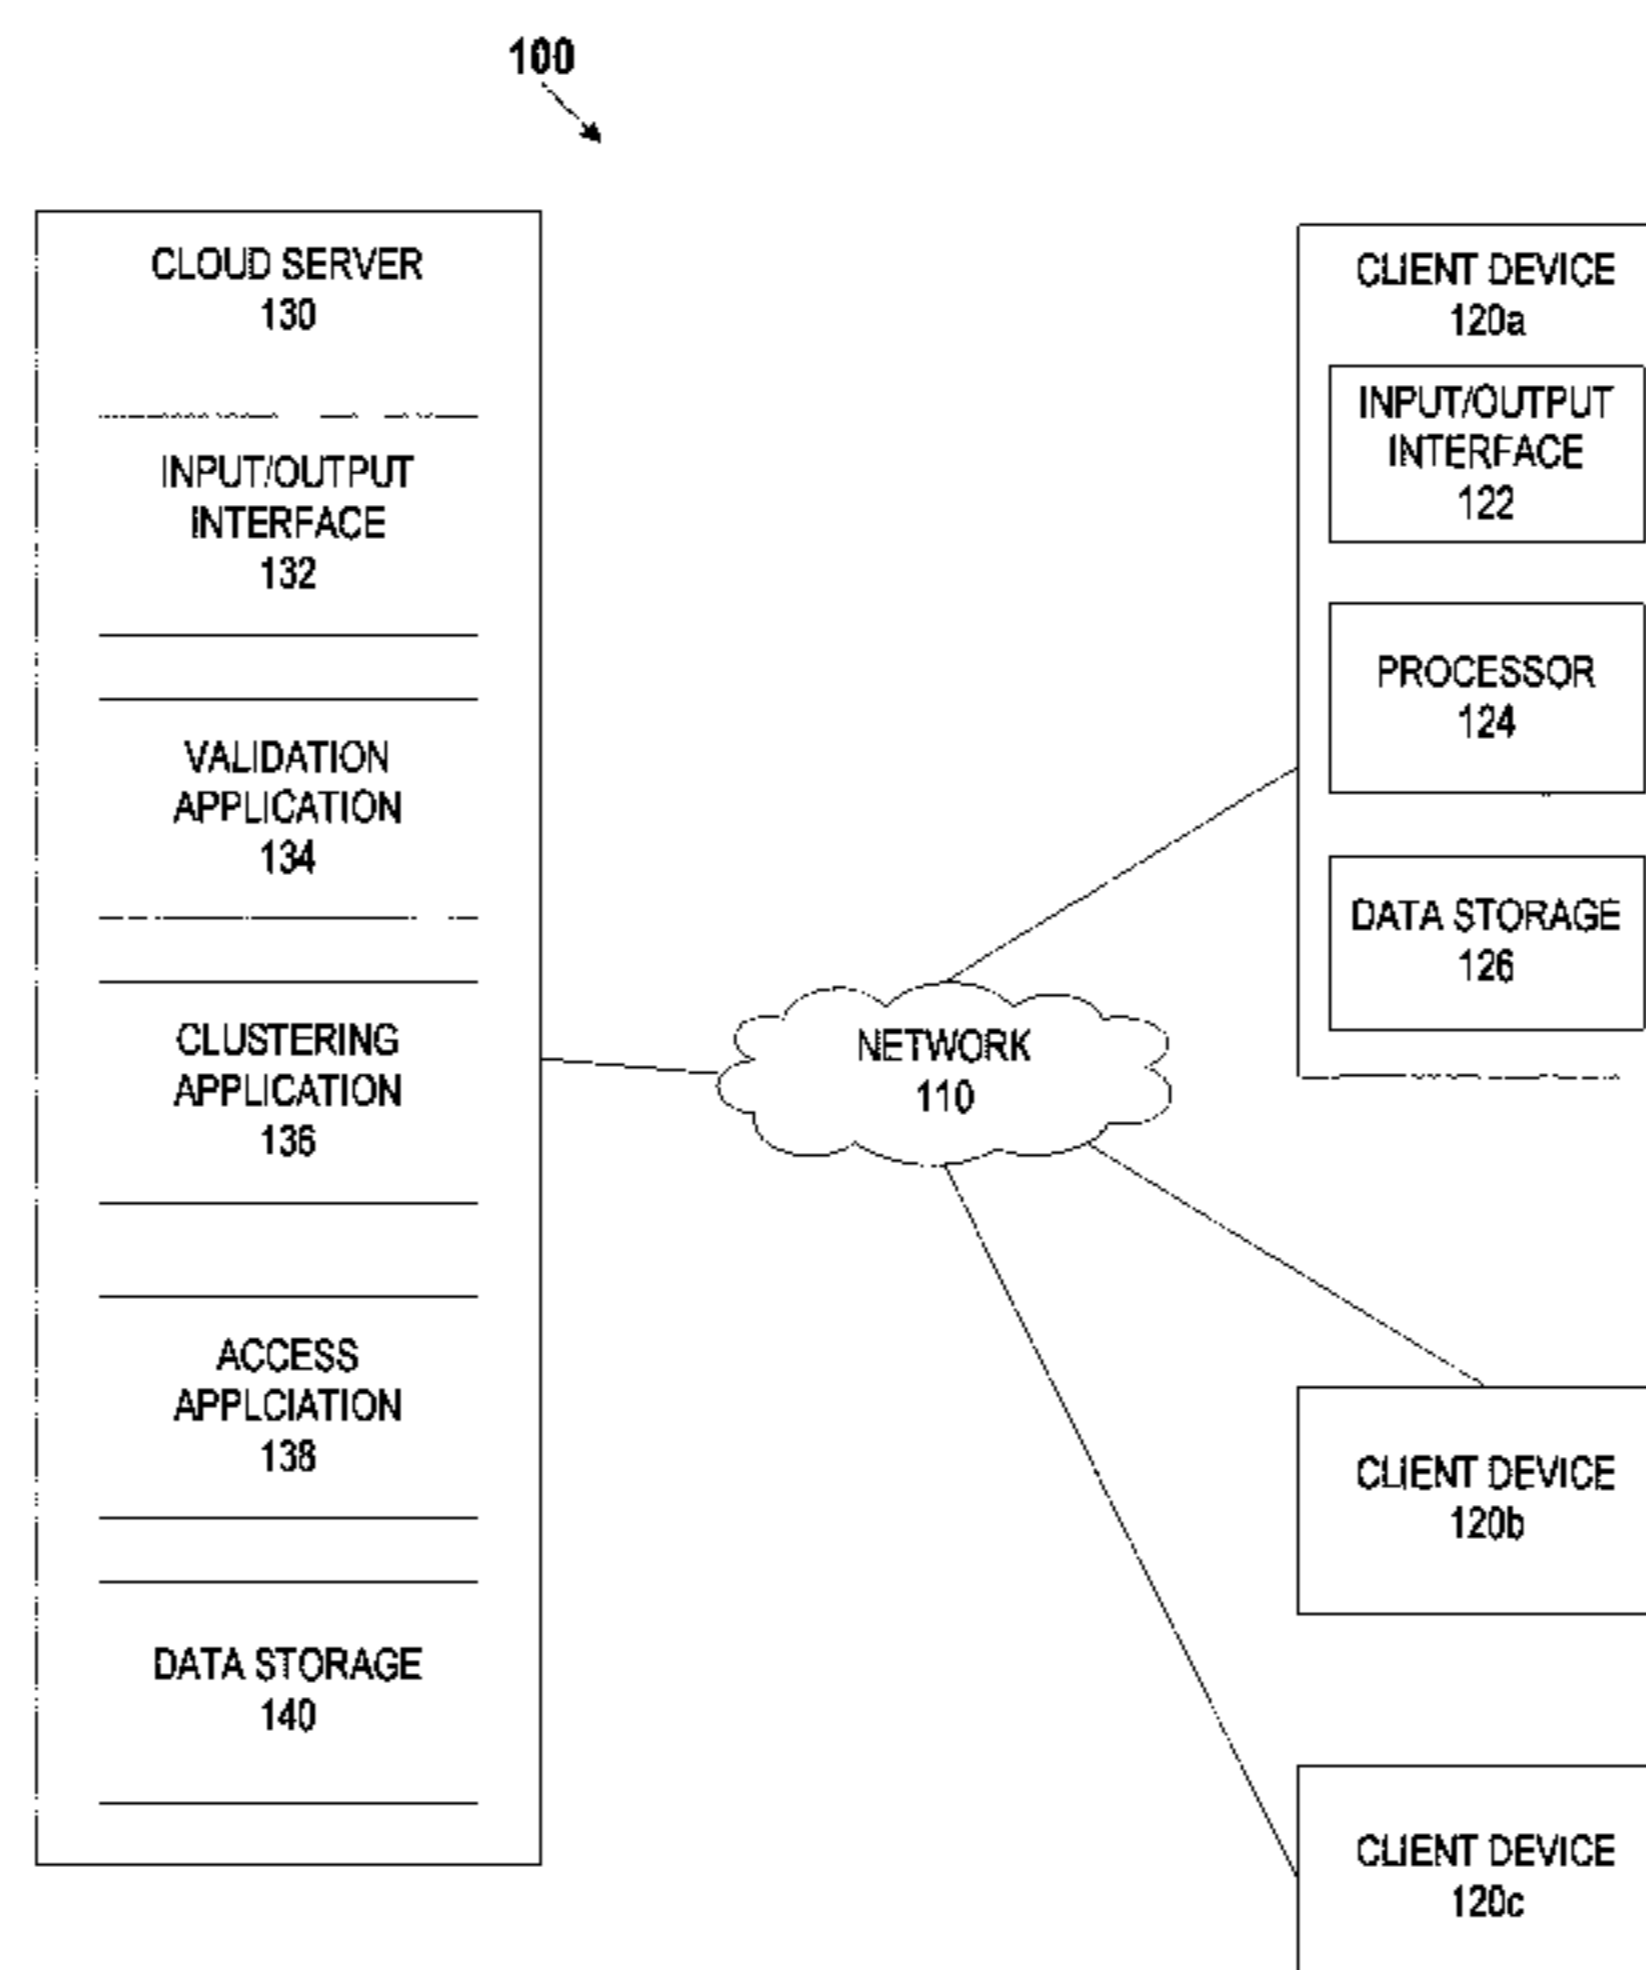 100
CLOUD SERVER
130
INPUT/OUTPUT
INTERFACE
132
VALIDATION
APPLICATION
134
CLUSTERING
APPLICATION
136
ACCESS
APPLCIATION
138
DATA STORAGE
140
NETWORK
110
CLIENT DEVICE
120a
INPUT/OUTPUT
INTERFACE
122
PROCESSOR
124
DATA STORAGE
126
CLIENT DEVICE
120b
CLIENT DEVICE
120c